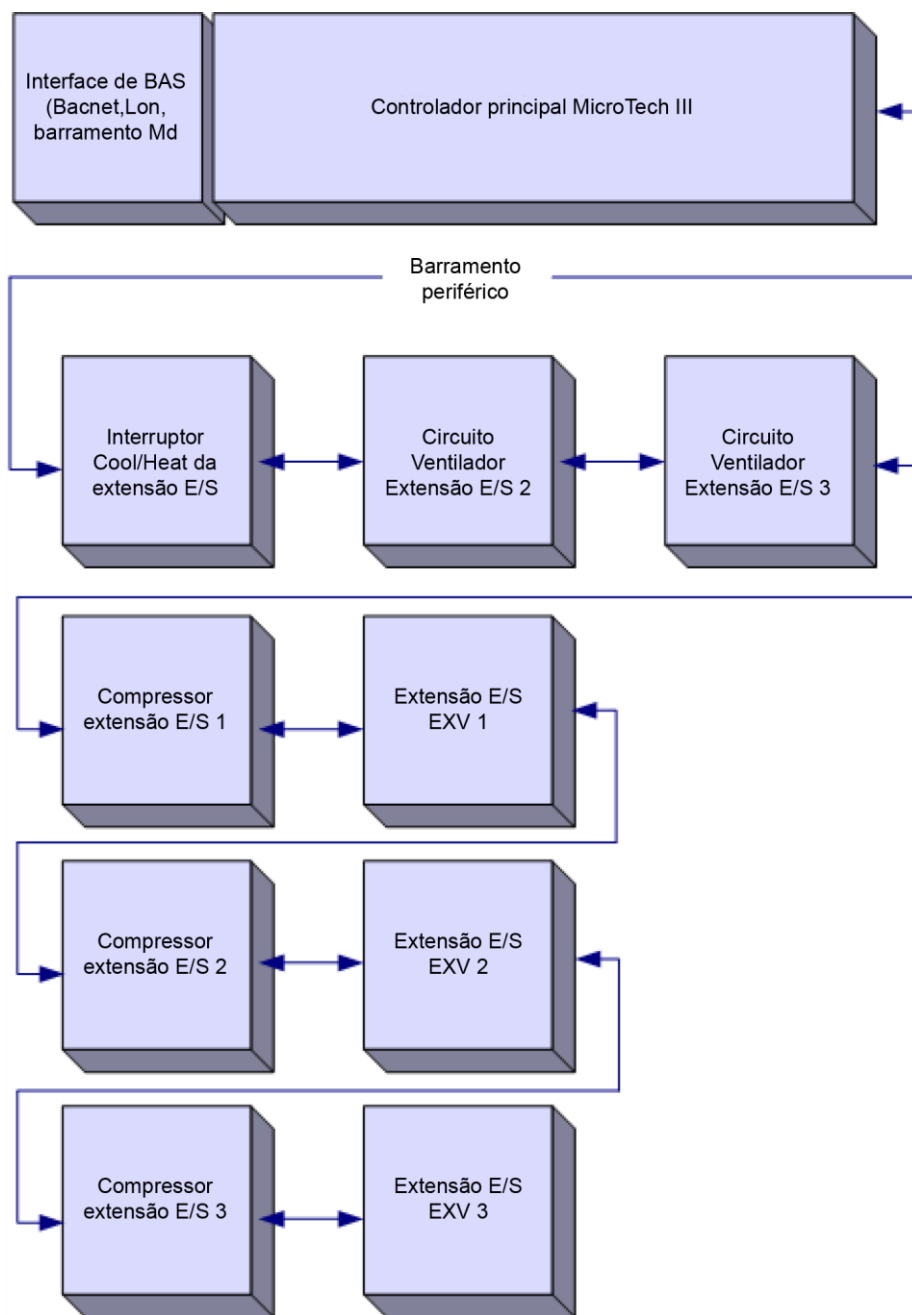 Interface de BAS
(Bacnet,Lon,
barramento Md
Controlador principal MicroTech III
Barramento
periférico
Interruptor
Cool/Heat da
extensão E/S
Circuito
Ventilador
Extensão E/S 2
Circuito
Ventilador
Extensão E/S 3
Compressor
extensão E/S 1
Extensão E/S
EXV 1
Compressor
extensão E/S 2
Extensão E/S
EXV 2
Compressor
extensão E/S 3
Extensão E/S
EXV 3